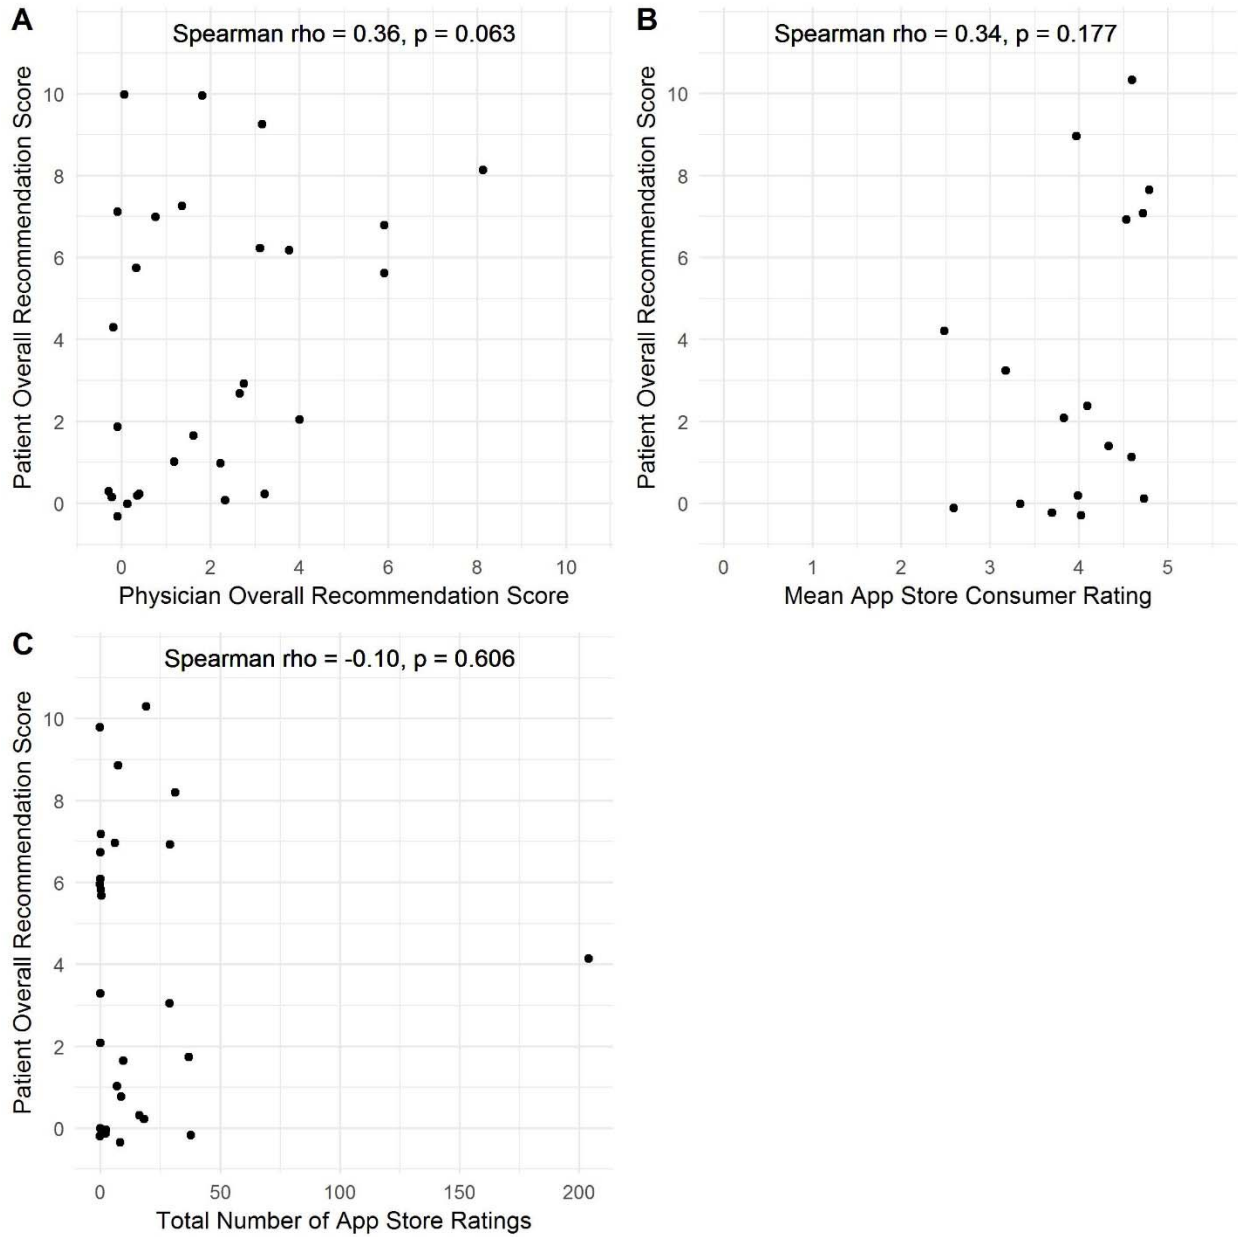 A
Spearman rho = 0.36, p = 0.063
Patient Overall Recommendation Score
10
8
6
4
2
0
0 2 4 6 8 10
Physician Overall Recommendation Score
B
Spearman rho = 0.34, p = 0.177
Patient Overall Recommendation Score
10
8
6
4
2
0
0 1 2 3 4 5
Mean App Store Consumer Rating
C
Spearman rho = -0.10, p = 0.606
Patient Overall Recommendation Score
10
8
6
4
2
0
0 50 100 150 200
Total Number of App Store Ratings